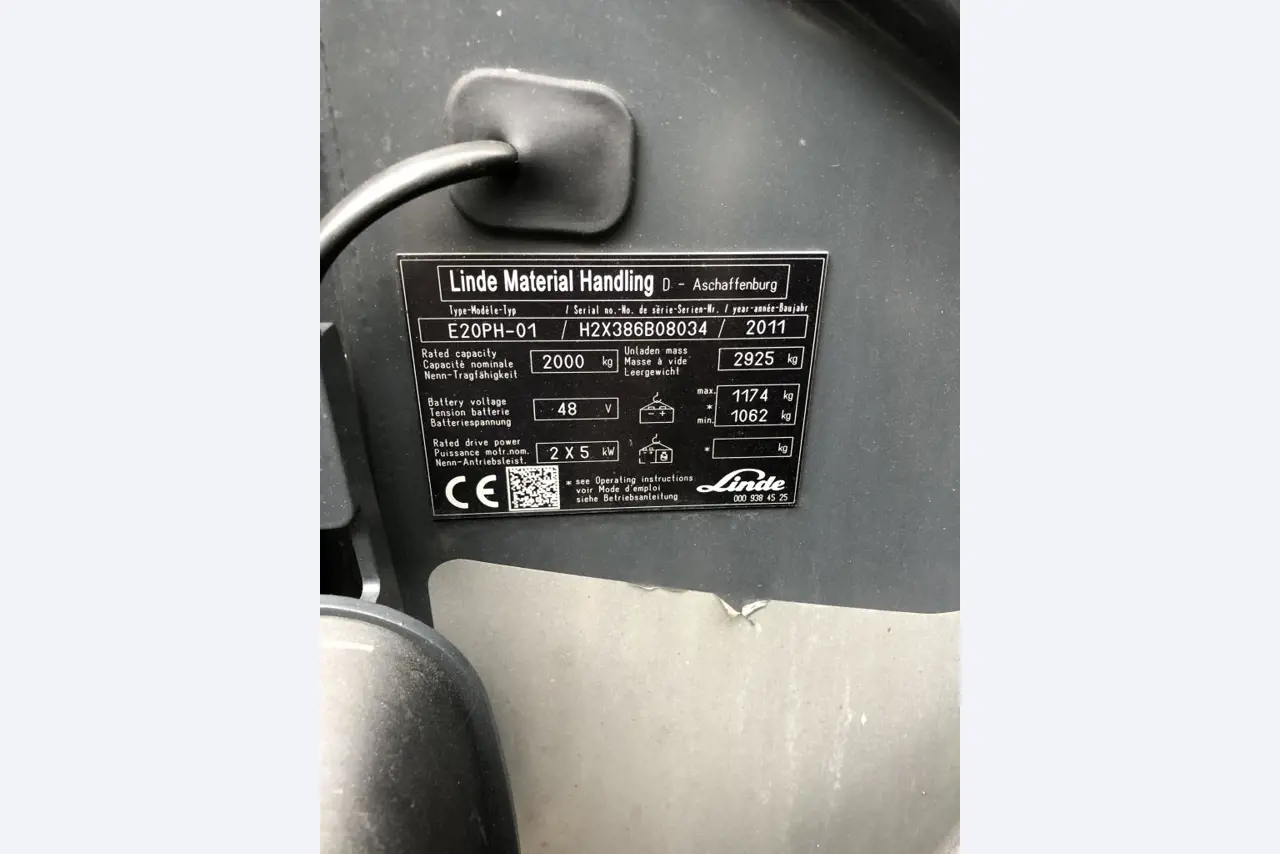 Linde Material Handling D - Aschaffenburg
Type-Modèle-Typ / Serial no.-No. de série-Serien-Nr. / year-année-Baujahr
E20PH-01 / H2X386B08034 / 2011
Rated capacity
Capacité nominale
Nenn-Tragfähigkeit
2000 kg
Unladen mass
Masse à vide
Leergewicht
2925 kg
Battery voltage
Tension batterie
Batteriespannung
48 V
- +
max. 1174 kg
*
min. 1062 kg
Rated drive power
Puissance motr.nom.
Nenn-Antriebsleist.
2 X 5 kW
* kg
CE
* see Operating instructions
voir Mode d'emploi
siehe Betriebsanleitung
Linde
000 938 45 25